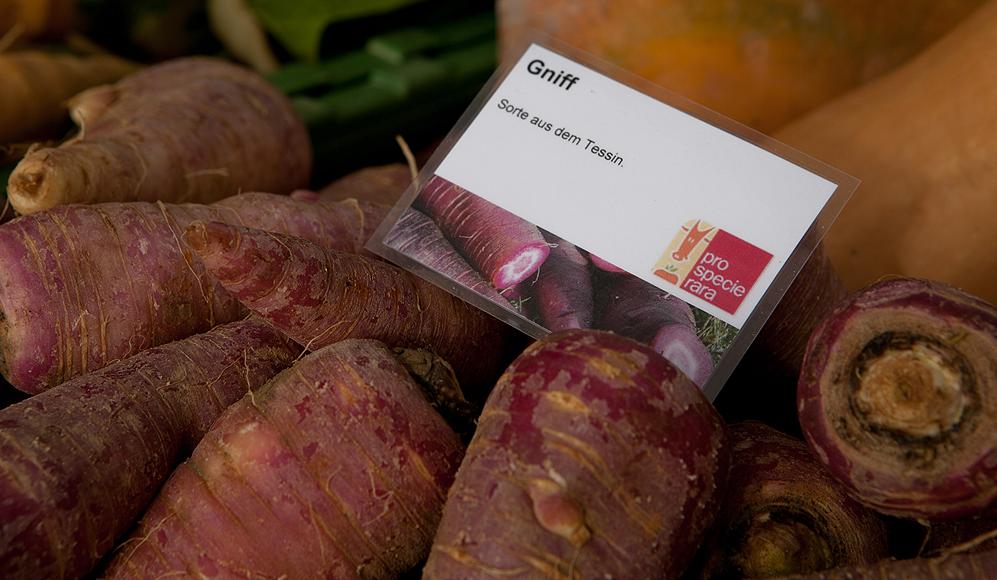 Gniff
Sorte aus dem Tessin.
pro
specie
rara